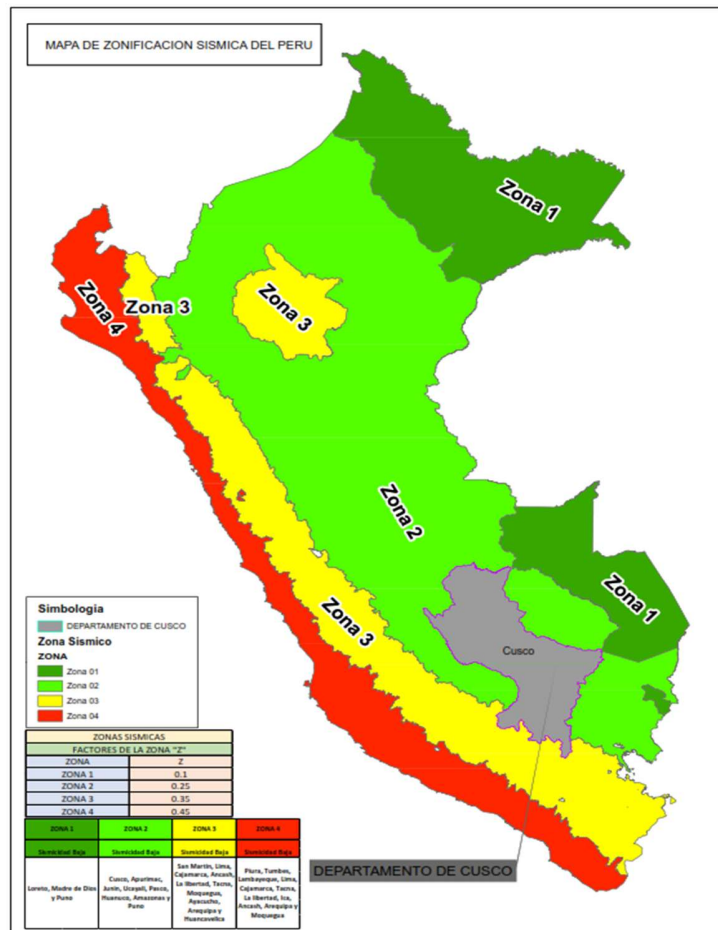 MAPA DE ZONIFICACION SISMICA DEL PERU
Zona 1
Zona 4
Zona 3
Zona 3
Zona 2
Zona 1
Zona 3
Cusco
Simbologia
DEPARTAMENTO DE CUSCO
Zona Sismico
ZONA
Zona 01
Zona 02
Zona 03
Zona 04
ZONAS SISMICAS
FACTORES DE LA ZONA "Z"
ZONA Z
ZONA 1 0.1
ZONA 2 0.25
ZONA 3 0.35
ZONA 4 0.45
ZONA 1 ZONA 2 ZONA 3 ZONA 4
Sismicidad Baja Sismicidad Baja Sismicidad Baja Sismicidad Baja
Loreto, Madre de Dios
y Puno
Cusco, Apurimac,
Junin, Ucayali, Pasco,
Huanuco, Amazonas y
Puno
San Martin, Lima,
Cajamarca, Ancash,
La libertad, Tacna,
Moquegua,
Ayacucho,
Arequipa y
Huancavelica
Piura, Tumbes,
Lambayeque, Lima,
Cajamarca, Tacna,
La libertad, Ica,
Ancash, Arequipa y
Moquegua
DEPARTAMENTO DE CUSCO